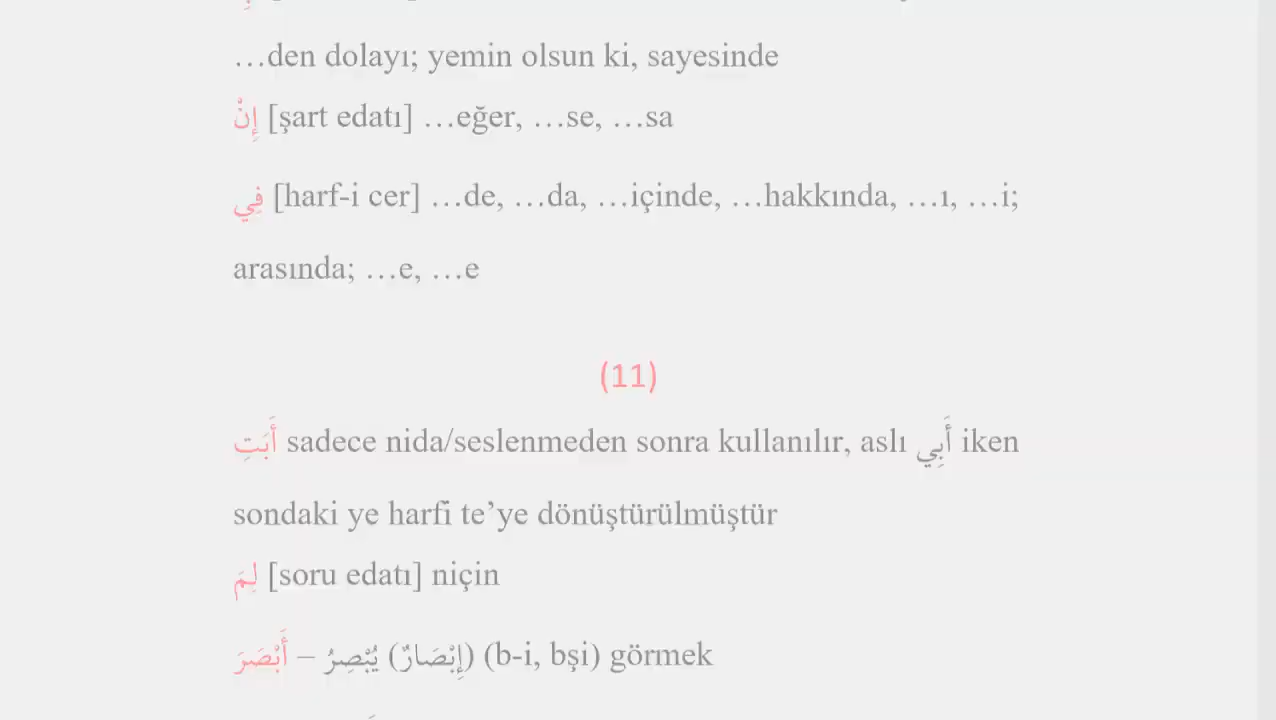 …den dolayı; yemin olsun ki, sayesinde
إِنْ [şart edatı] …eğer, …se, …sa
فِي [harf-i cer] …de, …da, …içinde, …hakkında, …ı, …i;
arasında; …e, …e
(11)
أَبَتِ sadece nida/seslenmeden sonra kullanılır, aslı أَبِي iken
sondaki ye harfi te’ye dönüştürülmüştür
لِمَ [soru edatı] niçin
أَبْصَرَ – يُبْصِرُ (إِبْصَارٌ) (b-i, bşi) görmek